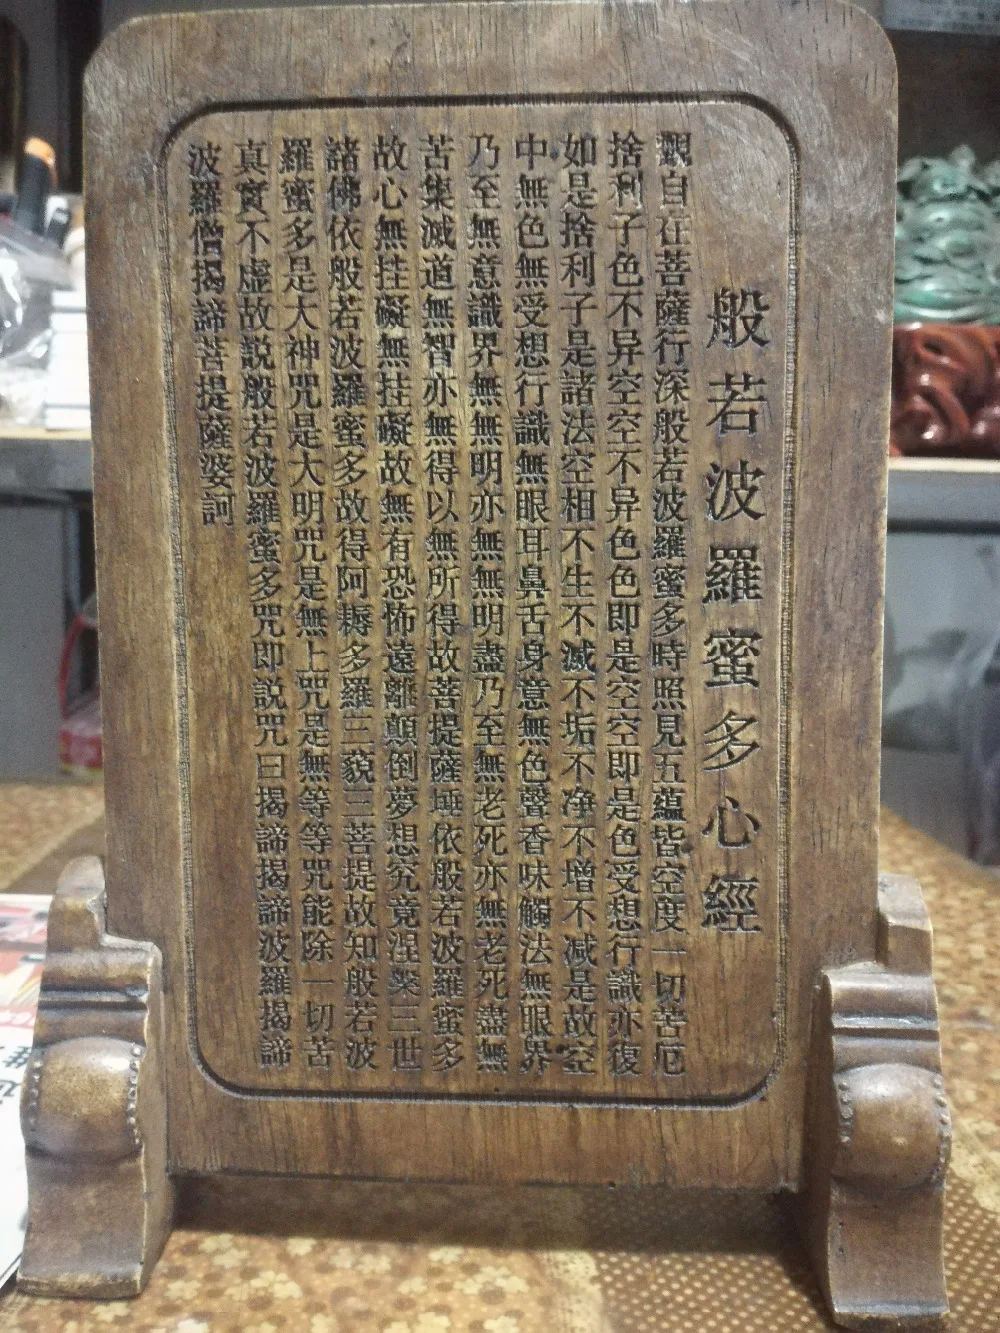 般若波羅蜜多心經
觀自在菩薩行深般若波羅蜜多時照見五蘊皆空度一切苦厄
捨利子色不异空空不异色色即是空空即是色受想行識亦復
如是捨利子是諸法空相不生不滅不垢不净不增不减是故空
中無色無受想行識無眼耳鼻舌身意無色聲香味觸法無眼界
乃至無意識界無無明亦無無明盡乃至無老死亦無老死盡無
苦集滅道無智亦無得以無所得故菩提薩埵依般若波羅蜜多
故心無挂礙無挂礙故無有恐怖遠離顛倒夢想究竟涅槃三世
諸佛依般若波羅蜜多故得阿耨多羅三藐三菩提故知般若波
羅蜜多是大神咒是大明咒是無上咒是無等等咒能除一切苦
真實不虛故説般若波羅蜜多咒即説咒曰揭諦揭諦波羅揭諦
波羅僧揭諦菩提薩婆訶